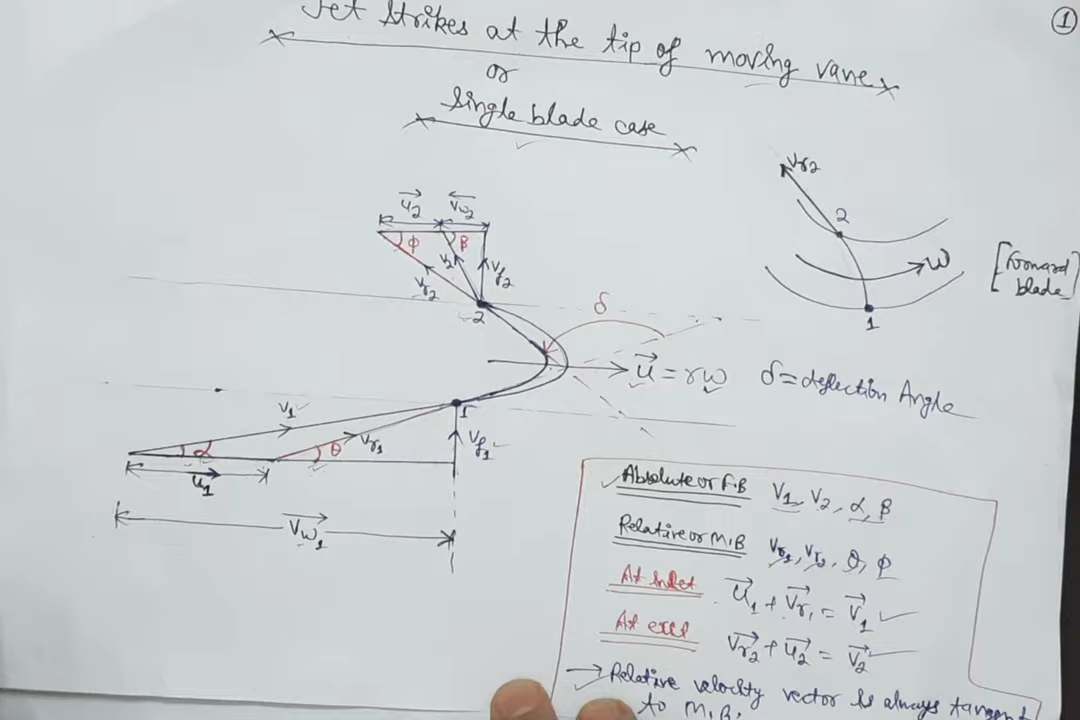 ①
Jet strikes at the tip of moving vane
or
Single blade case
Vr2
2
ω
[forward
blade]
1
u2 Vw2
φ β
V2 Vf2
Vr2
2
δ
u = rω δ = deflection Angle
1
V1
α θ Vr1 Vf1
u1
Vw1
Absolute or F.B V1, V2, α, β
Relative or M.B Vr1, Vr2, θ, φ
At inlet u1 + Vr1 = V1
At exit Vr2 + u2 = V2
→ Relative velocity vector is always tangent
to M.B.